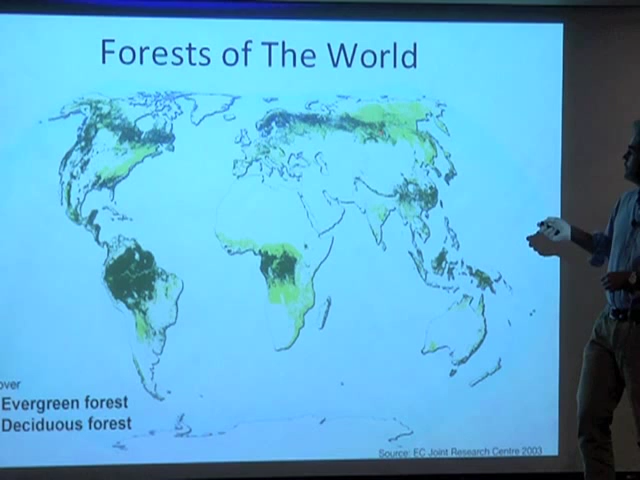 Forests of The World
over
Evergreen forest
Deciduous forest
Source: EC Joint Research Centre 2003